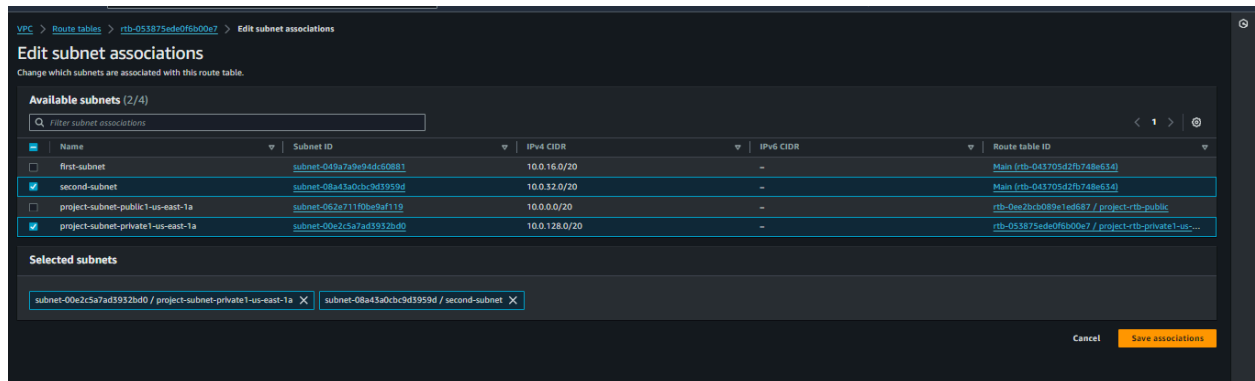 VPC > Route tables > rtb-053875ede0f6b00e7 > Edit subnet associations
Edit subnet associations
Change which subnets are associated with this route table.
Available subnets (2/4)
Filter subnet associations
< 1 >
Name Subnet ID IPv4 CIDR IPv6 CIDR Route table ID
first-subnet subnet-049a7a9e94dc60881 10.0.16.0/20 – Main (rtb-043705d2fb748e634)
second-subnet subnet-08a43a0cbc9d3959d 10.0.32.0/20 – Main (rtb-043705d2fb748e634)
project-subnet-public1-us-east-1a subnet-062e711f0be9af119 10.0.0.0/20 – rtb-0ee2bcb089e1ed687 / project-rtb-public
project-subnet-private1-us-east-1a subnet-00e2c5a7ad3932bd0 10.0.128.0/20 – rtb-053875ede0f6b00e7 / project-rtb-private1-us-...
Selected subnets
subnet-00e2c5a7ad3932bd0 / project-subnet-private1-us-east-1a X subnet-08a43a0cbc9d3959d / second-subnet X
Cancel Save associations